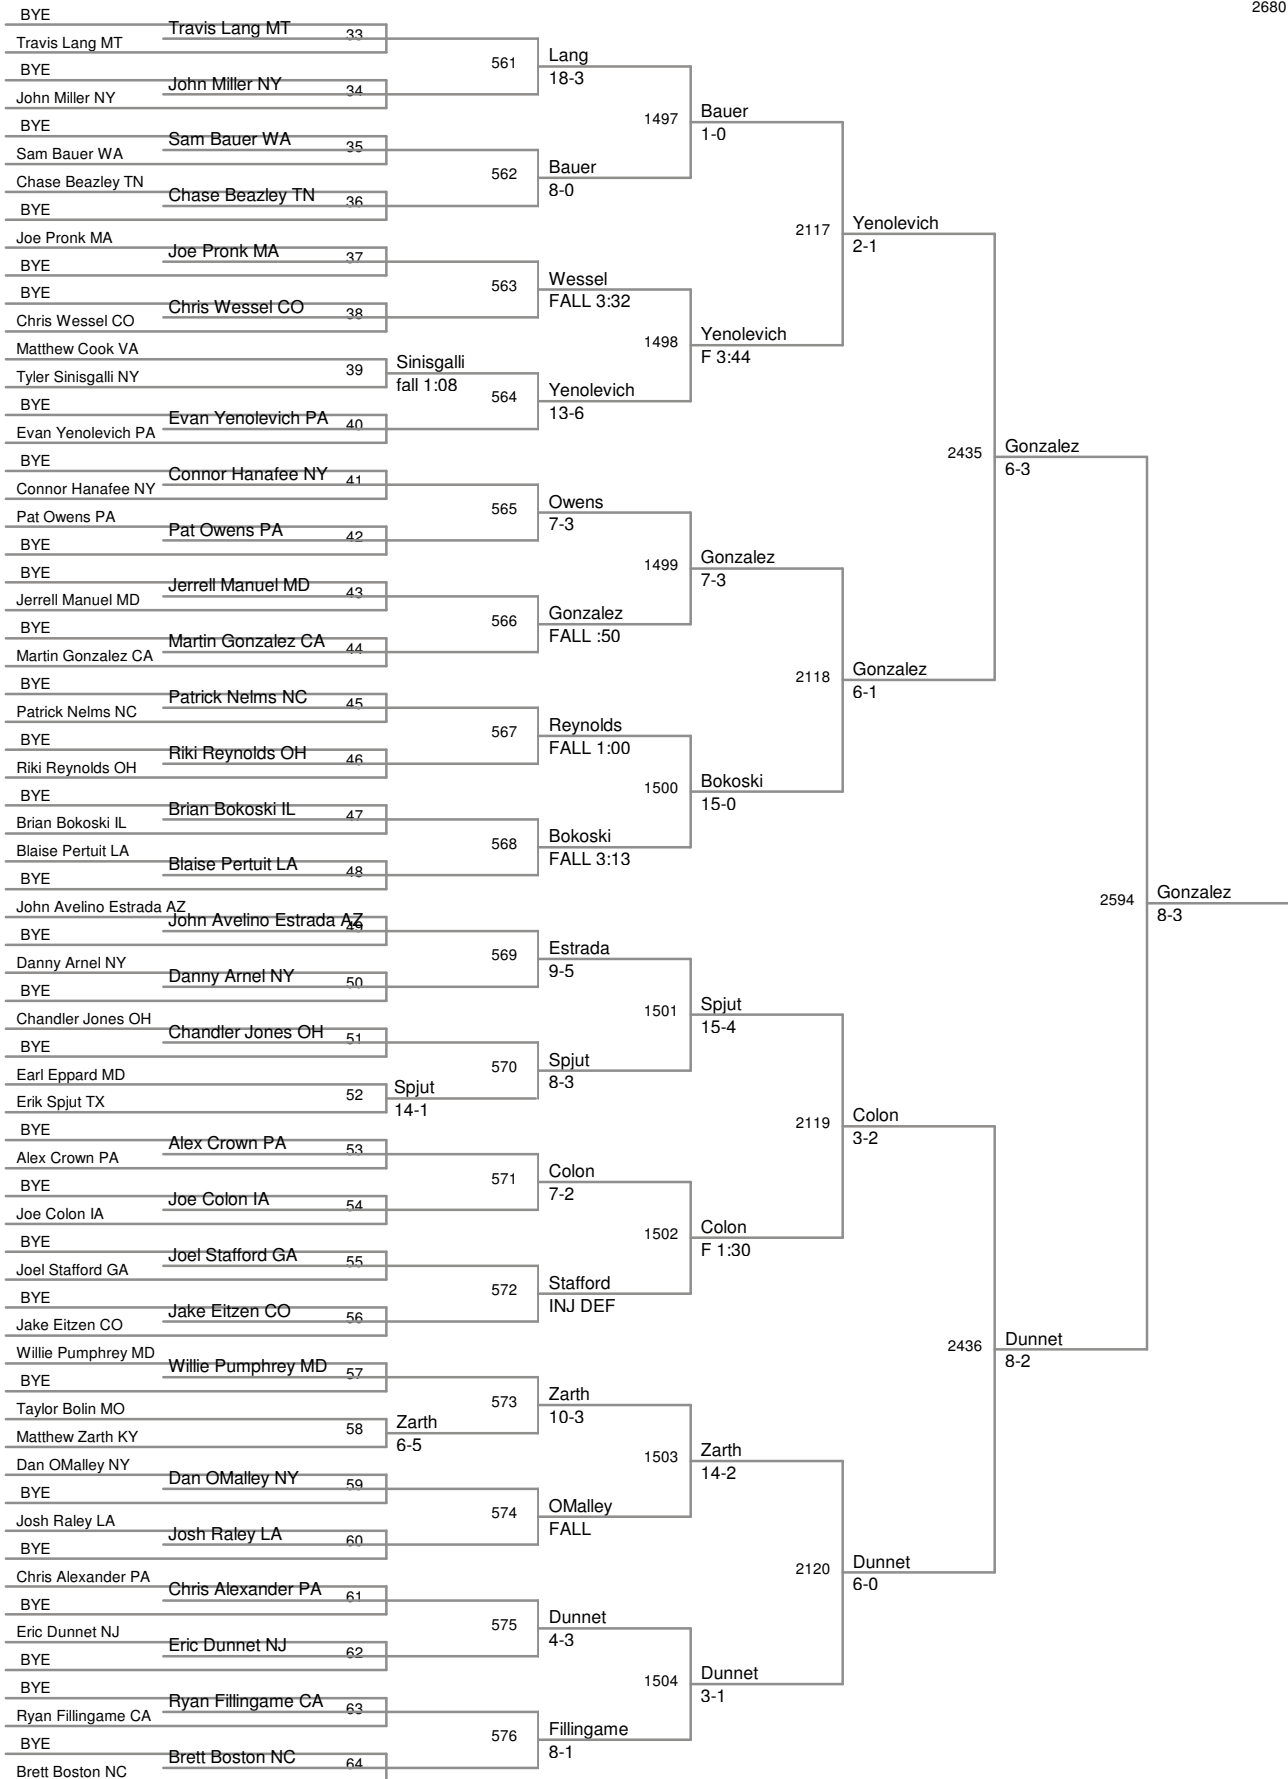 2680
BYE
Travis Lang MT
Travis Lang MT
33
BYE
John Miller NY
John Miller NY
34
561
Lang
18-3
BYE
Sam Bauer WA
Sam Bauer WA
35
Chase Beazley TN
Chase Beazley TN
36
BYE
562
Bauer
8-0
1497
Bauer
1-0
Joe Pronk MA
Joe Pronk MA
37
BYE
BYE
Chris Wessel CO
Chris Wessel CO
38
563
Wessel
FALL 3:32
Matthew Cook VA
Tyler Sinisgalli NY
39
Sinisgalli
fall 1:08
BYE
Evan Yenolevich PA
Evan Yenolevich PA
40
564
Yenolevich
13-6
1498
Yenolevich
F 3:44
2117
Yenolevich
2-1
BYE
Connor Hanafee NY
Connor Hanafee NY
41
Pat Owens PA
Pat Owens PA
42
BYE
565
Owens
7-3
BYE
Jerrell Manuel MD
Jerrell Manuel MD
43
BYE
Martin Gonzalez CA
Martin Gonzalez CA
44
566
Gonzalez
FALL :50
1499
Gonzalez
7-3
BYE
Patrick Nelms NC
Patrick Nelms NC
45
BYE
Riki Reynolds OH
Riki Reynolds OH
46
567
Reynolds
FALL 1:00
BYE
Brian Bokoski IL
Brian Bokoski IL
47
Blaise Pertuit LA
Blaise Pertuit LA
48
BYE
568
Bokoski
FALL 3:13
1500
Bokoski
15-0
2118
Gonzalez
6-1
2435
Gonzalez
6-3
John Avelino Estrada AZ
John Avelino Estrada AZ
49
BYE
Danny Arnel NY
Danny Arnel NY
50
BYE
569
Estrada
9-5
Chandler Jones OH
Chandler Jones OH
51
BYE
Earl Eppard MD
Erik Spjut TX
52
Spjut
14-1
570
Spjut
8-3
1501
Spjut
15-4
BYE
Alex Crown PA
Alex Crown PA
53
BYE
Joe Colon IA
Joe Colon IA
54
571
Colon
7-2
BYE
Joel Stafford GA
Joel Stafford GA
55
BYE
Jake Eitzen CO
Jake Eitzen CO
56
572
Stafford
INJ DEF
1502
Colon
F 1:30
2119
Colon
3-2
Willie Pumphrey MD
Willie Pumphrey MD
57
BYE
Taylor Bolin MO
Matthew Zarth KY
58
Zarth
6-5
573
Zarth
10-3
Dan OMalley NY
Dan OMalley NY
59
BYE
Josh Raley LA
Josh Raley LA
60
BYE
574
OMalley
FALL
1503
Zarth
14-2
Chris Alexander PA
Chris Alexander PA
61
BYE
Eric Dunnet NJ
Eric Dunnet NJ
62
BYE
575
Dunnet
4-3
BYE
Ryan Fillingame CA
Ryan Fillingame CA
63
BYE
Brett Boston NC
Brett Boston NC
64
576
Fillingame
8-1
1504
Dunnet
3-1
2120
Dunnet
6-0
2436
Dunnet
8-2
2594
Gonzalez
8-3